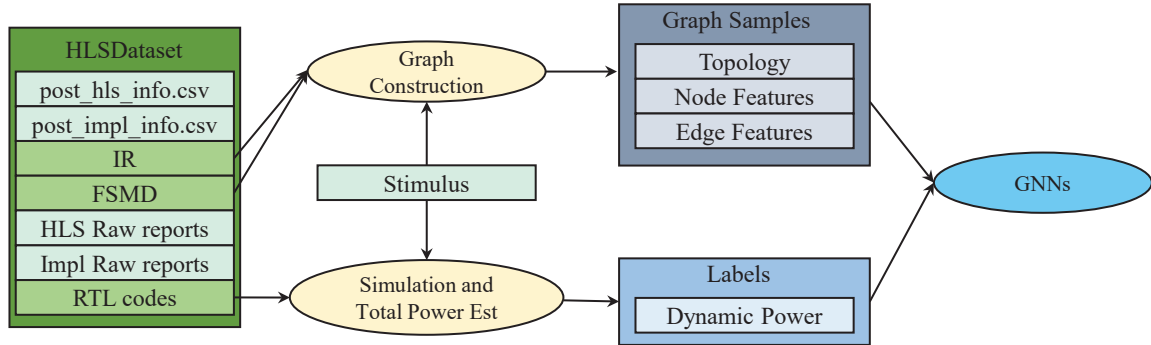 HLSDataset
post_hls_info.csv
post_impl_info.csv
IR
FSMD
HLS Raw reports
Impl Raw reports
RTL codes
Graph
Construction
Stimulus
Simulation and
Total Power Est
Graph Samples
Topology
Node Features
Edge Features
Labels
Dynamic Power
GNNs